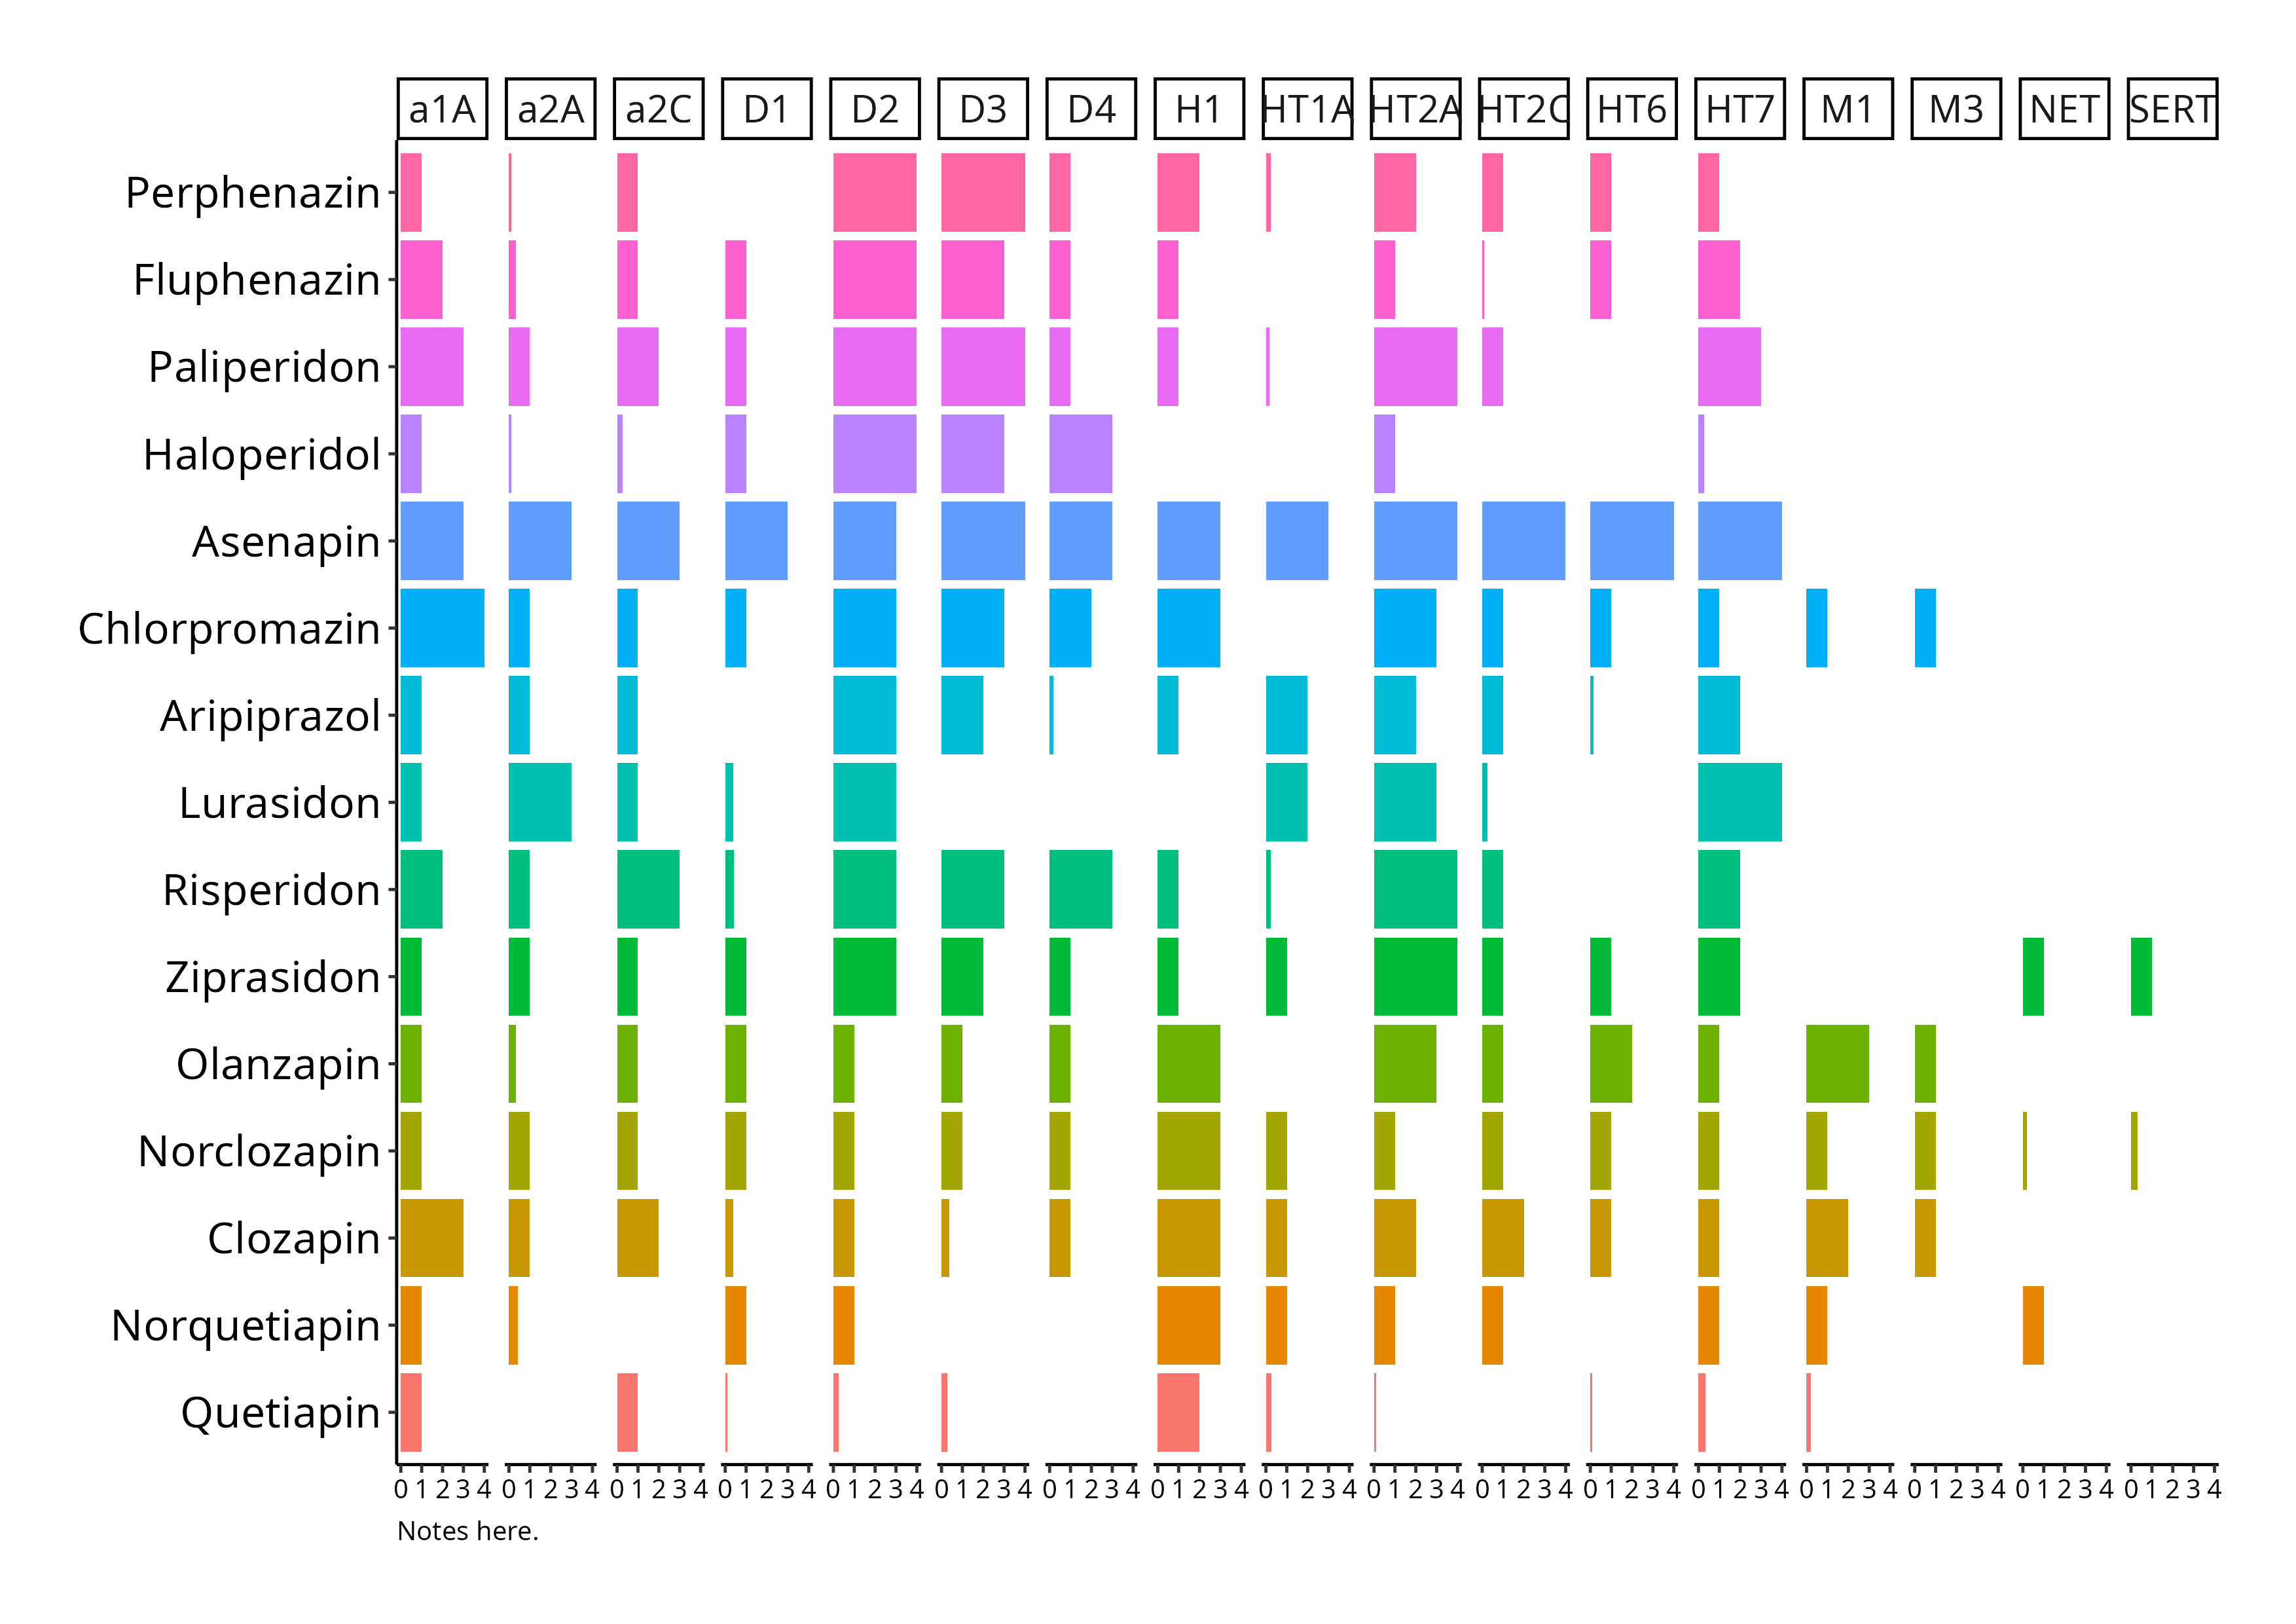 a1A a2A a2C D1 D2 D3 D4 H1 HT1A HT2A HT2C HT6 HT7 M1 M3 NET SERT
Perphenazin
Fluphenazin
Paliperidon
Haloperidol
Asenapin
Chlorpromazin
Aripiprazol
Lurasidon
Risperidon
Ziprasidon
Olanzapin
Norclozapin
Clozapin
Norquetiapin
Quetiapin
0 1 2 3 4 0 1 2 3 4 0 1 2 3 4 0 1 2 3 4 0 1 2 3 4 0 1 2 3 4 0 1 2 3 4 0 1 2 3 4 0 1 2 3 4 0 1 2 3 4 0 1 2 3 4 0 1 2 3 4 0 1 2 3 4 0 1 2 3 4 0 1 2 3 4 0 1 2 3 4 0 1 2 3 4
Notes here.